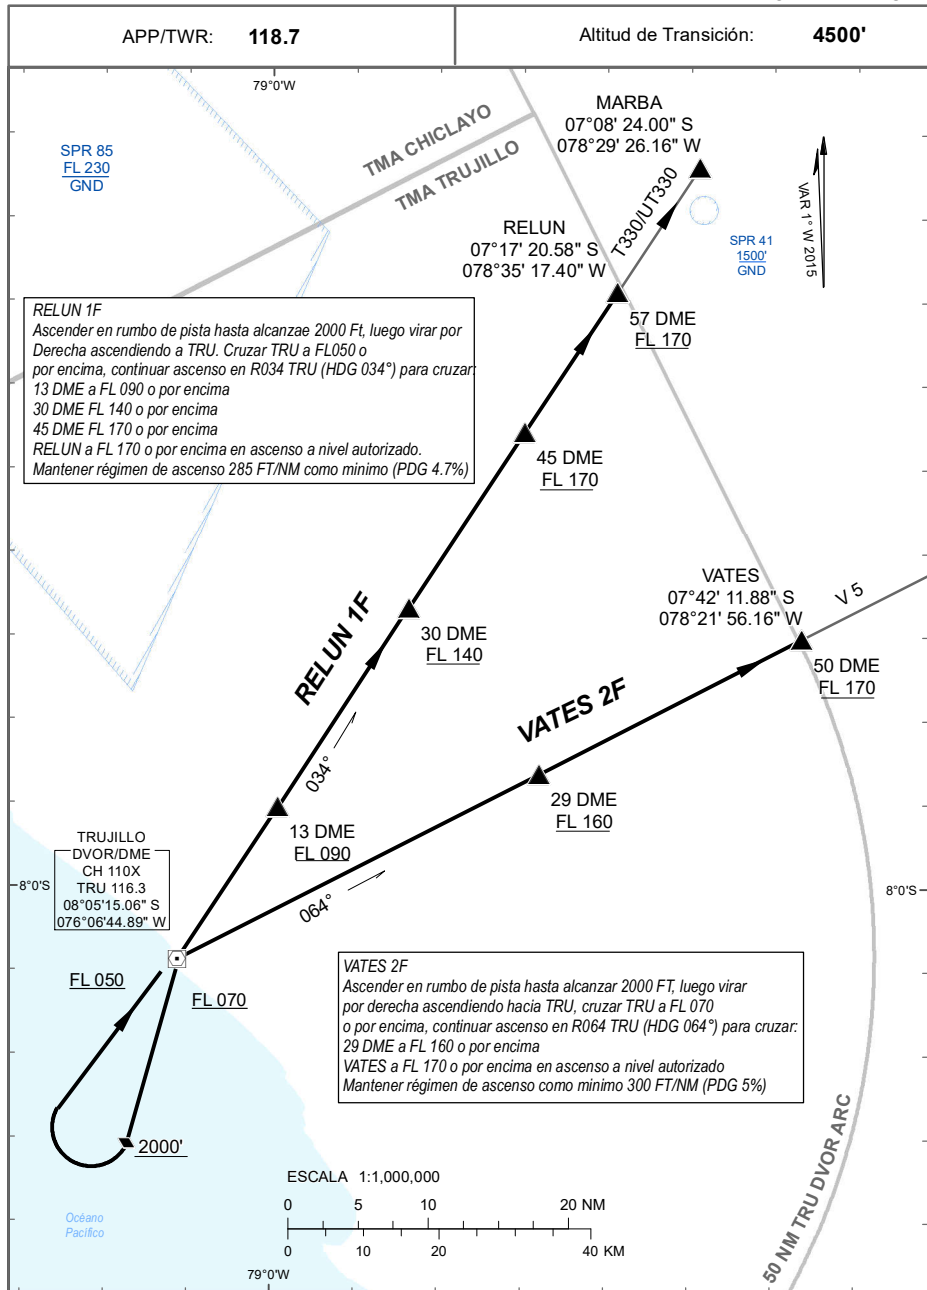 APP/TWR: 118.7
Altitud de Transición: 4500'
79°0'W
MARBA
07°08' 24.00" S
078°29' 26.16" W
TMA CHICLAYO
TMA TRUJILLO
SPR 85
FL 230
GND
VAR 1° W 2015
T330/UT330
RELUN
07°17' 20.58" S
078°35' 17.40" W
SPR 41
1500'
GND
57 DME
FL 170
RELUN 1F
Ascender en rumbo de pista hasta alcanzae 2000 Ft, luego virar por
Derecha ascendiendo a TRU. Cruzar TRU a FL050 o
por encima, continuar ascenso en R034 TRU (HDG 034°) para cruzar:
13 DME a FL 090 o por encima
30 DME FL 140 o por encima
45 DME FL 170 o por encima
RELUN a FL 170 o por encima en ascenso a nivel autorizado.
Mantener régimen de ascenso 285 FT/NM como minimo (PDG 4.7%)
45 DME
FL 170
VATES
07°42' 11.88" S
078°21' 56.16" W
V 5
RELUN 1F
30 DME
FL 140
50 DME
FL 170
VATES 2F
034°
29 DME
FL 160
13 DME
FL 090
TRUJILLO
DVOR/DME
CH 110X
TRU 116.3
08°05'15.06" S
076°06'44.89" W
8°0'S
8°0'S
064°
FL 050
FL 070
VATES 2F
Ascender en rumbo de pista hasta alcanzar 2000 FT, luego virar
por derecha ascendiendo hacia TRU, cruzar TRU a FL 070
o por encima, continuar ascenso en R064 TRU (HDG 064°) para cruzar:
29 DME a FL 160 o por encima
VATES a FL 170 o por encima en ascenso a nivel autorizado
Mantener régimen de ascenso como minimo 300 FT/NM (PDG 5%)
2000'
50 NM TRU DVOR ARC
ESCALA 1:1,000,000
0 5 10 20 NM
0 10 20 40 KM
Océano
Pacífico
79°0'W